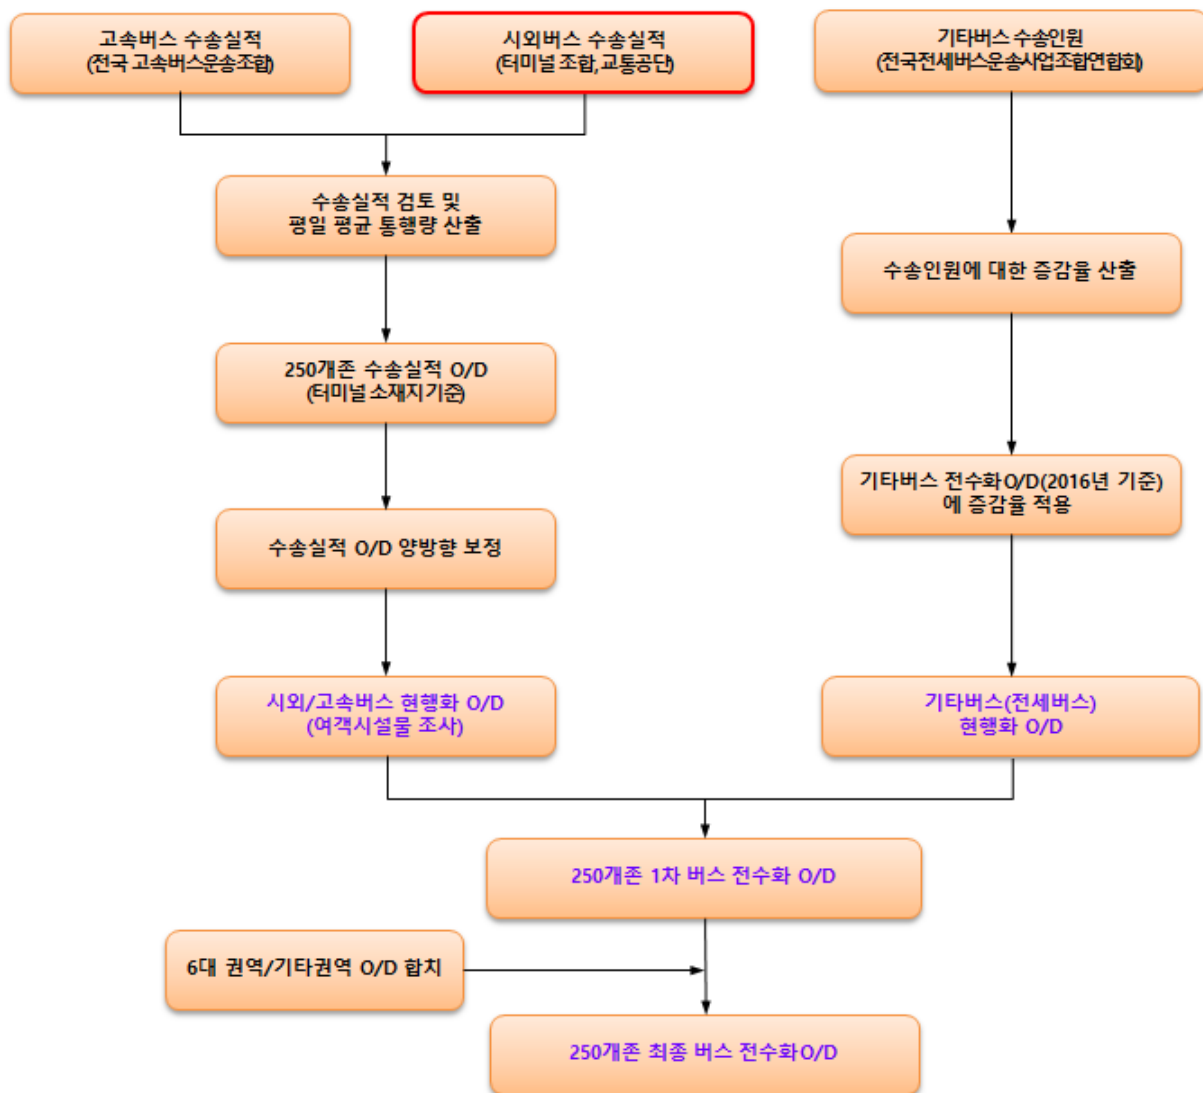 고속버스 수송실적
(전국 고속버스운송조합)
시외버스 수송실적
(터미널 조합,교통공단)
기타버스 수송인원
(전국전세버스운송사업조합연합회)
수송실적 검토 및
평일 평균 통행량 산출
수송인원에 대한 증감율 산출
250개존 수송실적 O/D
(터미널 소재지기준)
기타버스 전수화O/D(2016년 기준)
에 증감율 적용
수송실적 O/D 양방향 보정
시외/고속버스 현행화 O/D
(여객시설물 조사)
기타버스(전세버스)
현행화 O/D
250개존 1차 버스 전수화 O/D
6대 권역/기타권역 O/D 합치
250개존 최종 버스 전수화O/D